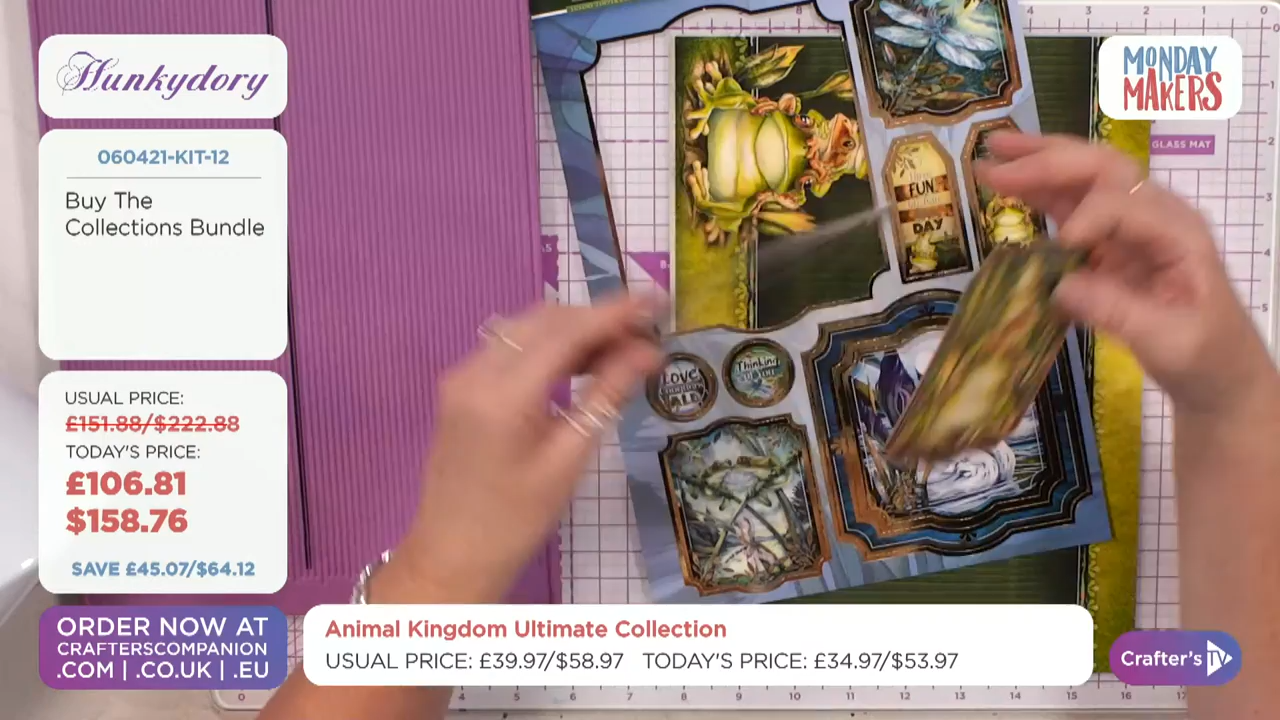 Hunkydory
060421-KIT-12
Buy The
Collections Bundle
USUAL PRICE:
£151.88/$222.88
TODAY'S PRICE:
£106.81
$158.76
SAVE £45.07/$64.12
ORDER NOW AT
CRAFTERSCOMPANION
.COM | .CO.UK | .EU
Animal Kingdom Ultimate Collection
USUAL PRICE: £39.97/$58.97 TODAY'S PRICE: £34.97/$53.97
MONDAY
MAKERS
GLASS MAT
FUN
DAY
LOVE
ALL
Thinking
of You
Crafter's TV